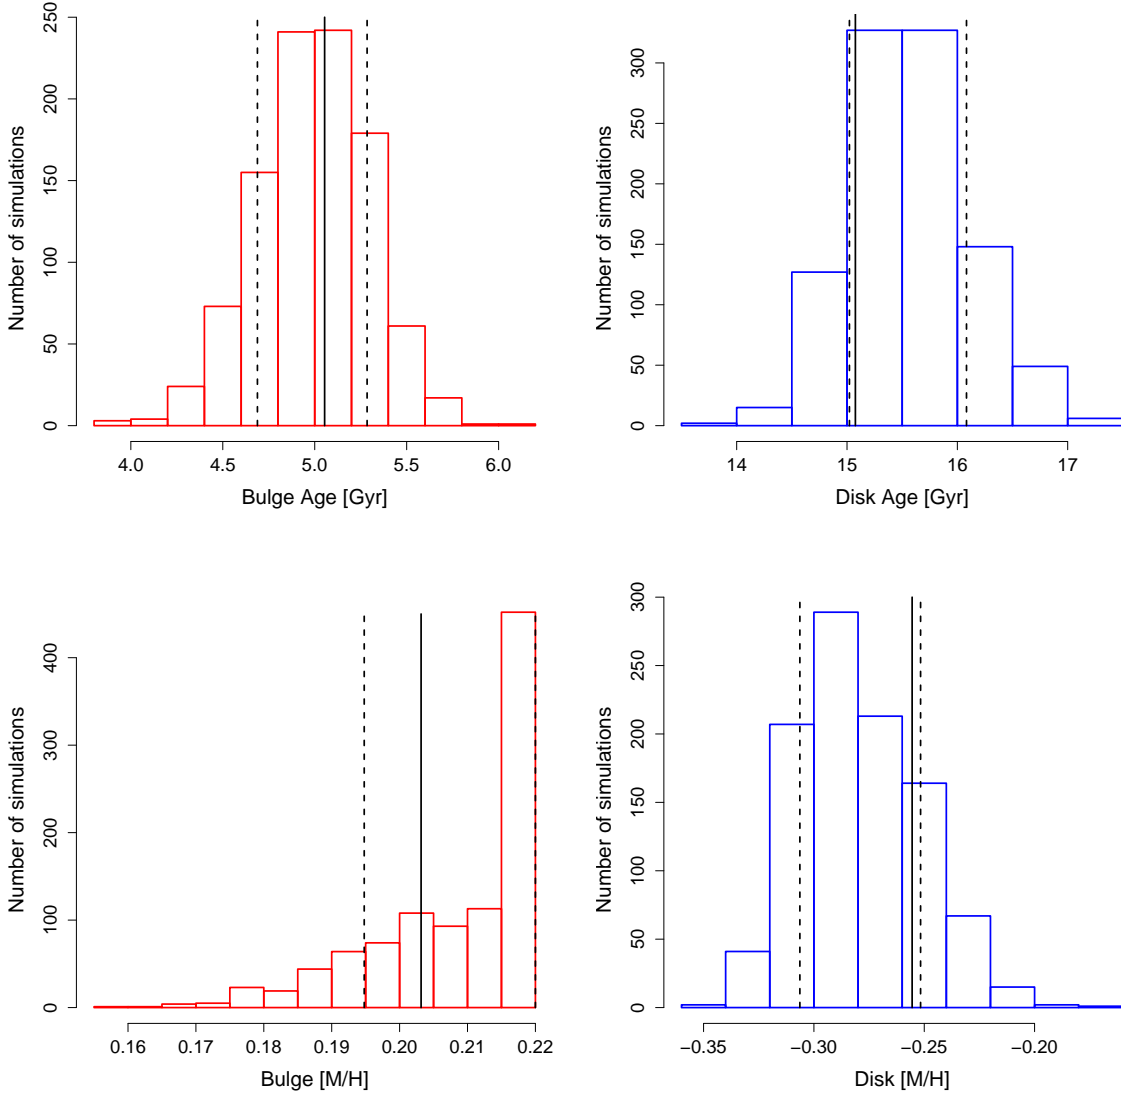 Number of simulations
250
200
150
100
50
0
4.0 4.5 5.0 5.5 6.0
Bulge Age [Gyr]
Number of simulations
300
250
200
150
100
50
0
14 15 16 17
Disk Age [Gyr]
Number of simulations
400
300
200
100
0
0.16 0.17 0.18 0.19 0.20 0.21 0.22
Bulge [M/H]
Number of simulations
300
250
200
150
100
50
0
−0.35 −0.30 −0.25 −0.20
Disk [M/H]